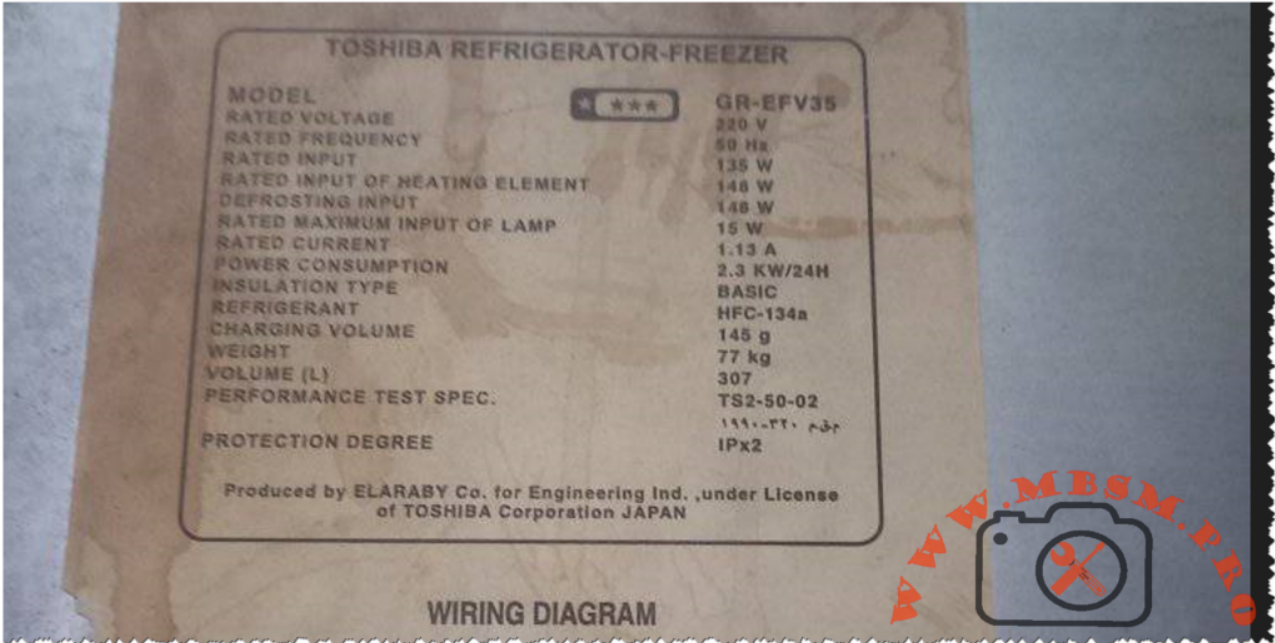 TOSHIBA REFRIGERATOR-FREEZER
MODEL GR-EFV35
RATED VOLTAGE 220 V
RATED FREQUENCY 50 Hz
RATED INPUT 135 W
RATED INPUT OF HEATING ELEMENT 148 W
DEFROSTING INPUT 148 W
RATED MAXIMUM INPUT OF LAMP 15 W
RATED CURRENT 1.13 A
POWER CONSUMPTION 2.3 KW/24H
INSULATION TYPE BASIC
REFRIGERANT HFC-134a
CHARGING VOLUME 145 g
WEIGHT 77 kg
VOLUME (L) 307
PERFORMANCE TEST SPEC. TS2-50-02
م.ق.م ٣٢٠-١٩٩٠
PROTECTION DEGREE IPx2
Produced by ELARABY Co. for Engineering Ind. ,under License
of TOSHIBA Corporation JAPAN
WIRING DIAGRAM
WWW.MBSM.PRO